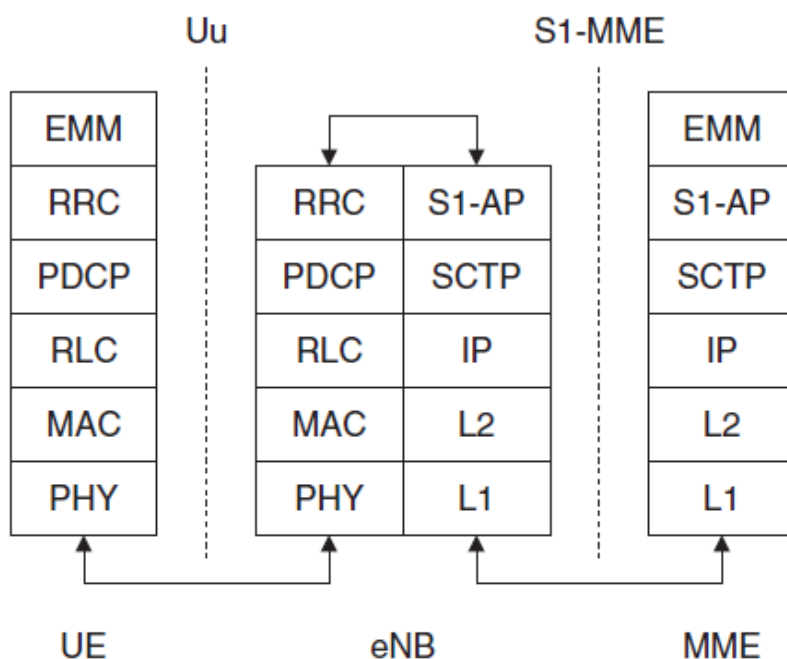 Uu S1-MME
EMM EMM
RRC RRC S1-AP S1-AP
PDCP PDCP SCTP SCTP
RLC RLC IP IP
MAC MAC L2 L2
PHY PHY L1 L1
UE eNB MME